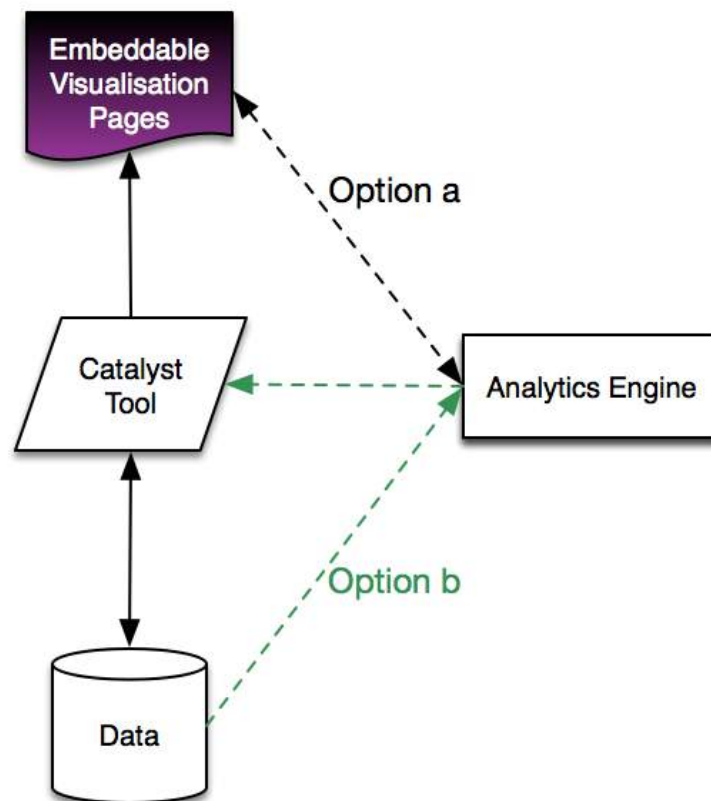 Embeddable
Visualisation
Pages
Option a
Catalyst
Tool
Analytics Engine
Option b
Data